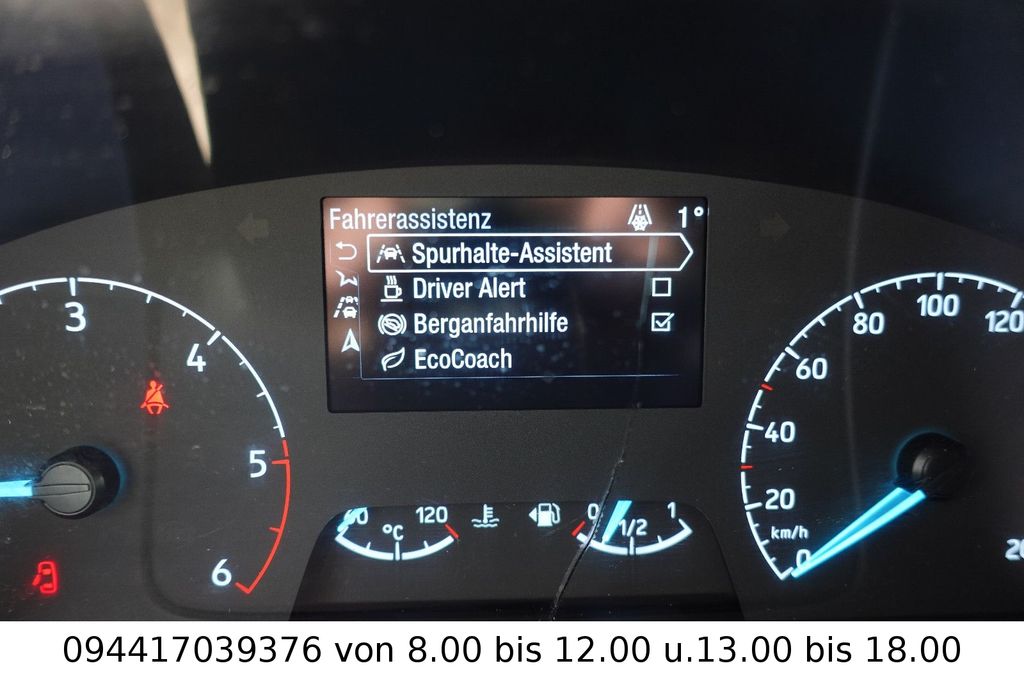 Fahrerassistenz 1°
Spurhalte-Assistent
Driver Alert
Berganfahrhilfe
EcoCoach
3
4
5
6
°C
120
0
1/2
1
0
20
40
60
80
100
120
km/h
094417039376 von 8.00 bis 12.00 u.13.00 bis 18.00